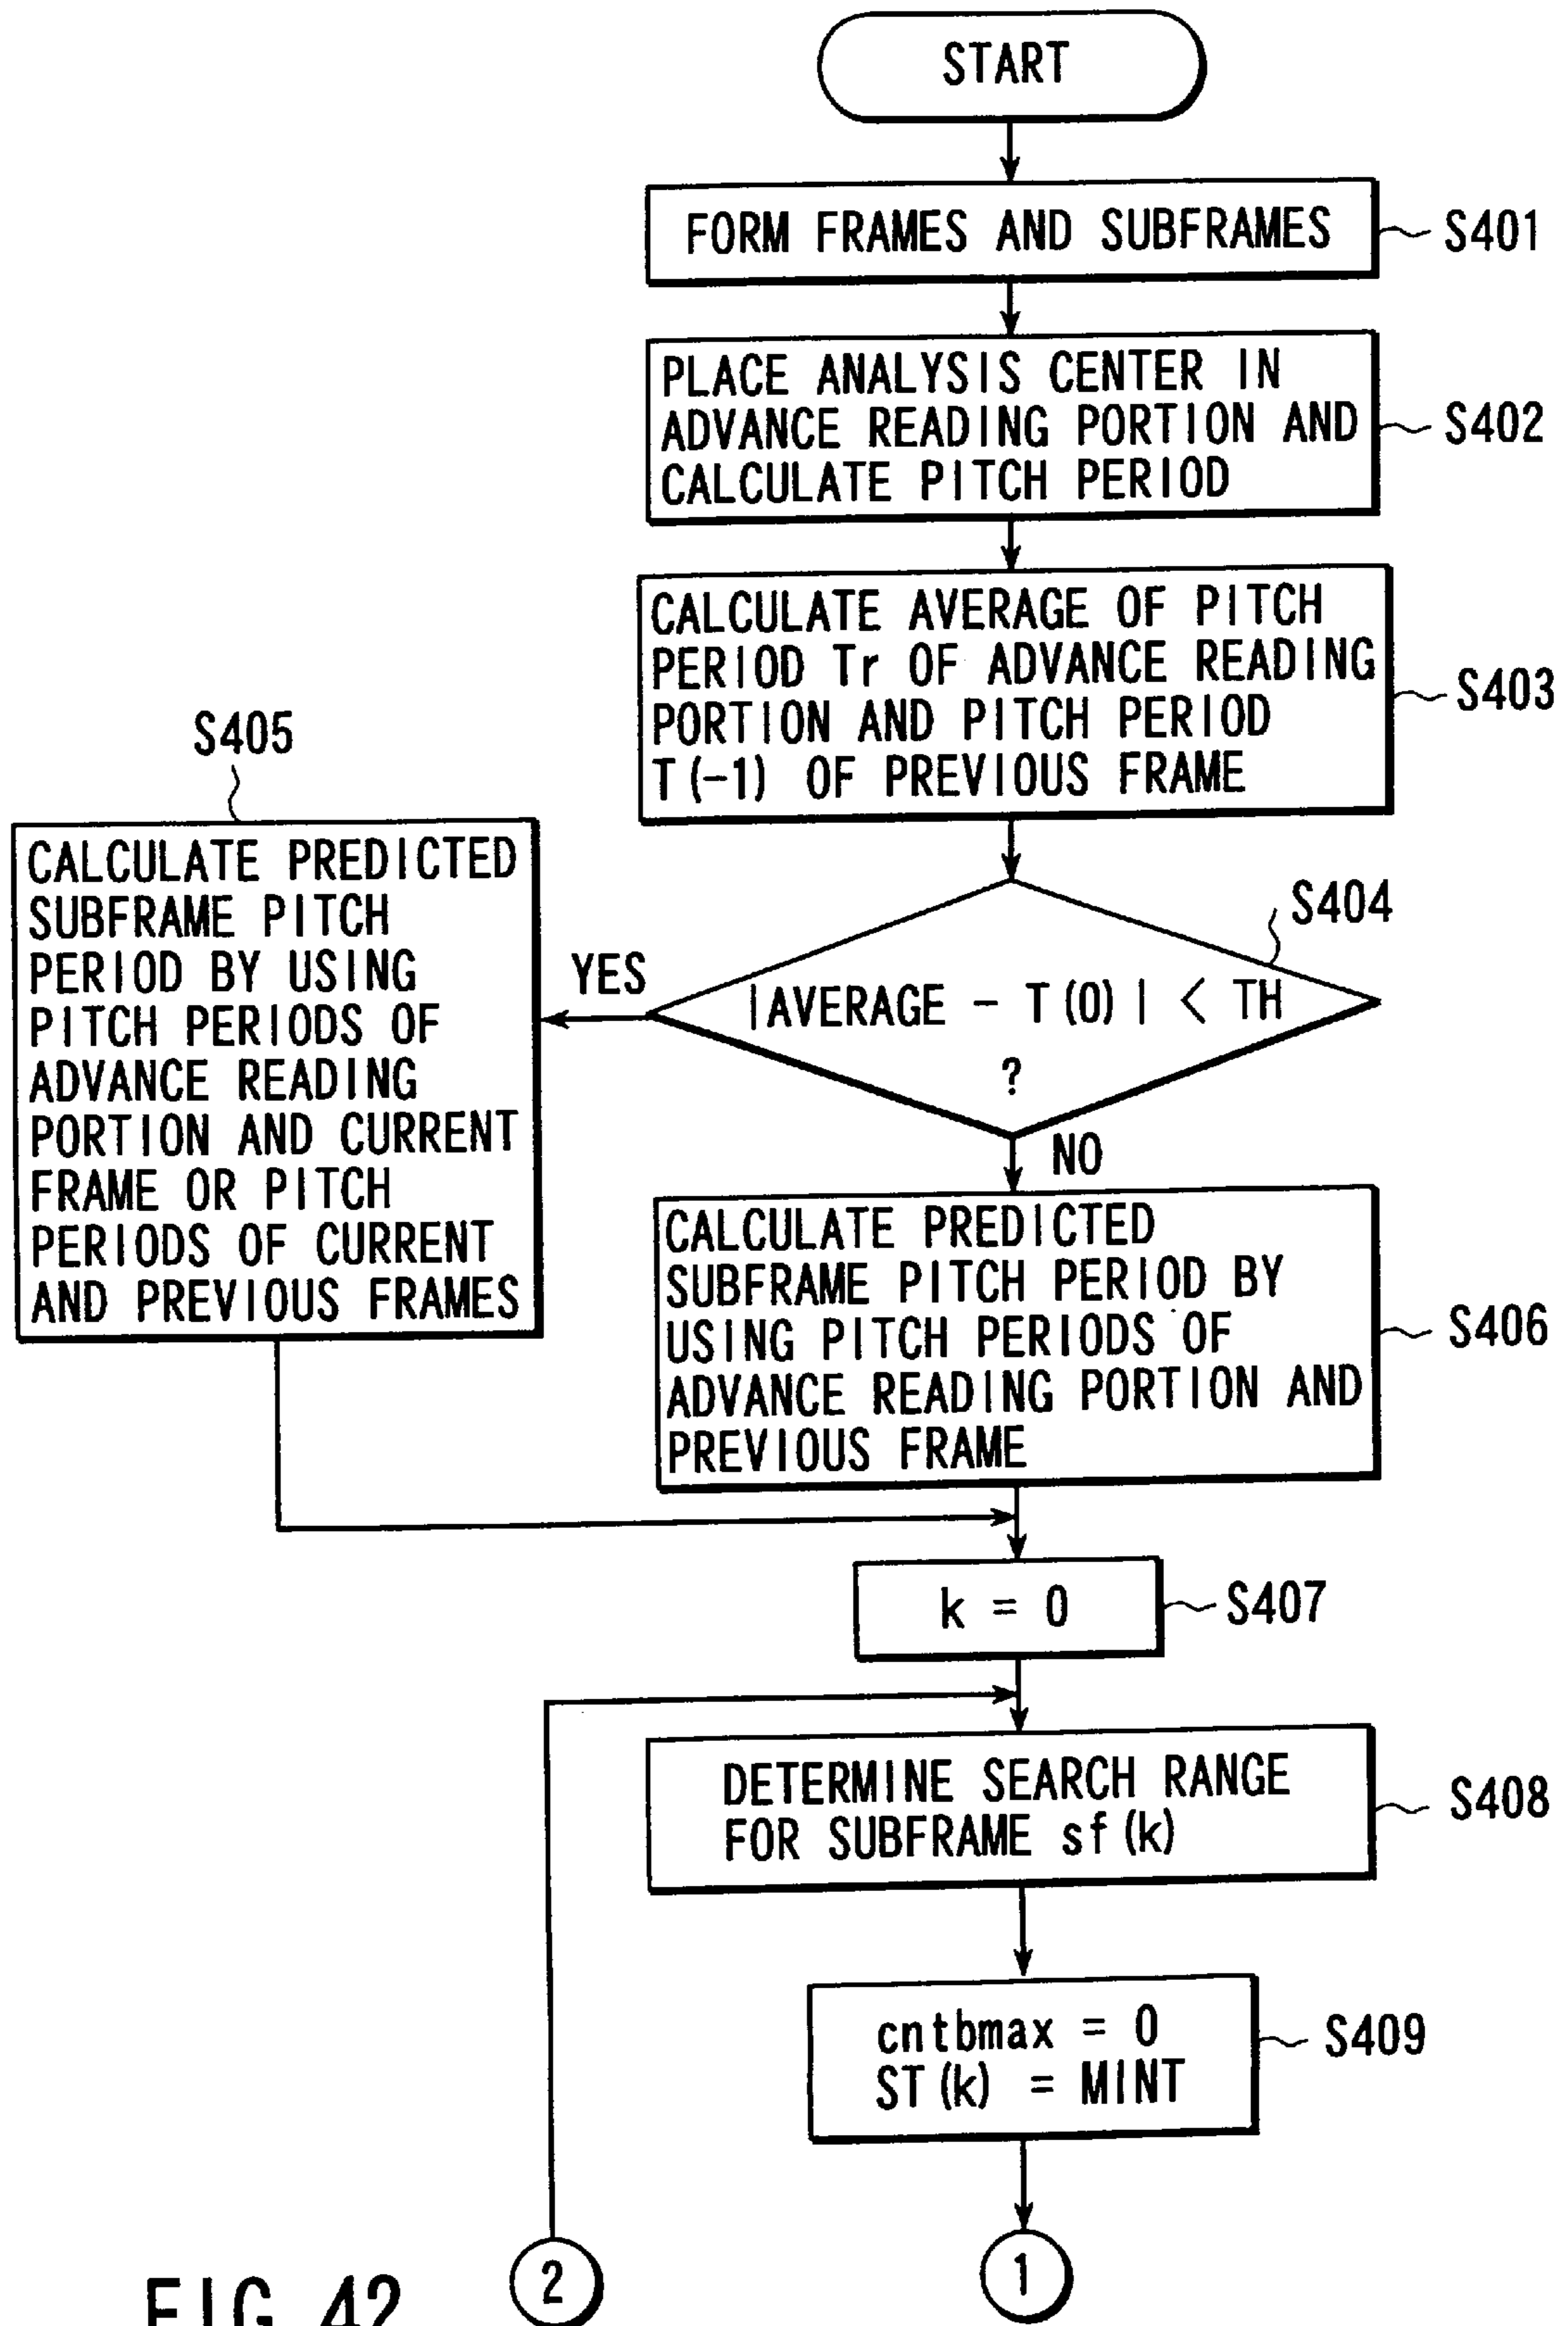 START
FORM FRAMES AND SUBFRAMES
S401
PLACE ANALYSIS CENTER IN
ADVANCE READING PORTION AND
CALCULATE PITCH PERIOD
S402
CALCULATE AVERAGE OF PITCH
PERIOD Tr OF ADVANCE READING
PORTION AND PITCH PERIOD
T(-1) OF PREVIOUS FRAME
S403
S404
|AVERAGE - T(0)| < TH
?
YES
NO
S405
CALCULATE PREDICTED
SUBFRAME PITCH
PERIOD BY USING
PITCH PERIODS OF
ADVANCE READING
PORTION AND CURRENT
FRAME OR PITCH
PERIODS OF CURRENT
AND PREVIOUS FRAMES
CALCULATE PREDICTED
SUBFRAME PITCH PERIOD BY
USING PITCH PERIODS OF
ADVANCE READING PORTION AND
PREVIOUS FRAME
S406
k = 0
S407
DETERMINE SEARCH RANGE
FOR SUBFRAME sf(k)
S408
cntbmax = 0
ST(k) = MINT
S409
2
1
FIG. 42